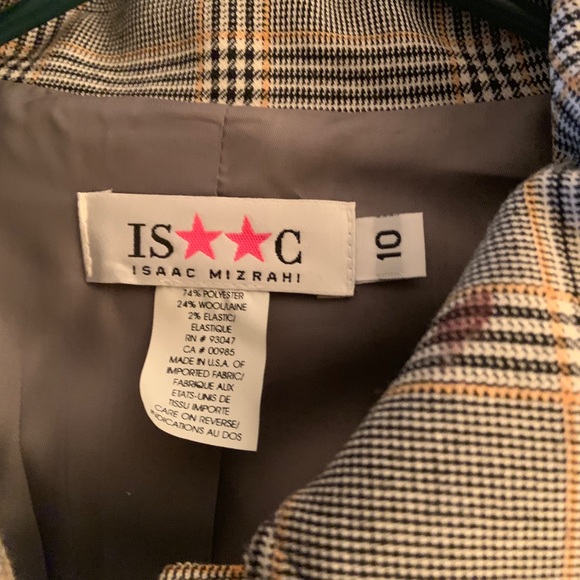 IS★★C
ISAAC MIZRAHI
10
74% POLYESTER
24% WOOL/LAINE
2% ELASTIC/
ELASTIQUE
RN # 93047
CA # 00985
MADE IN U.S.A. OF
IMPORTED FABRIC/
FABRIQUE AUX
ETATS-UNIS DE
TISSU IMPORTE
CARE ON REVERSE/
INDICATIONS AU DOS